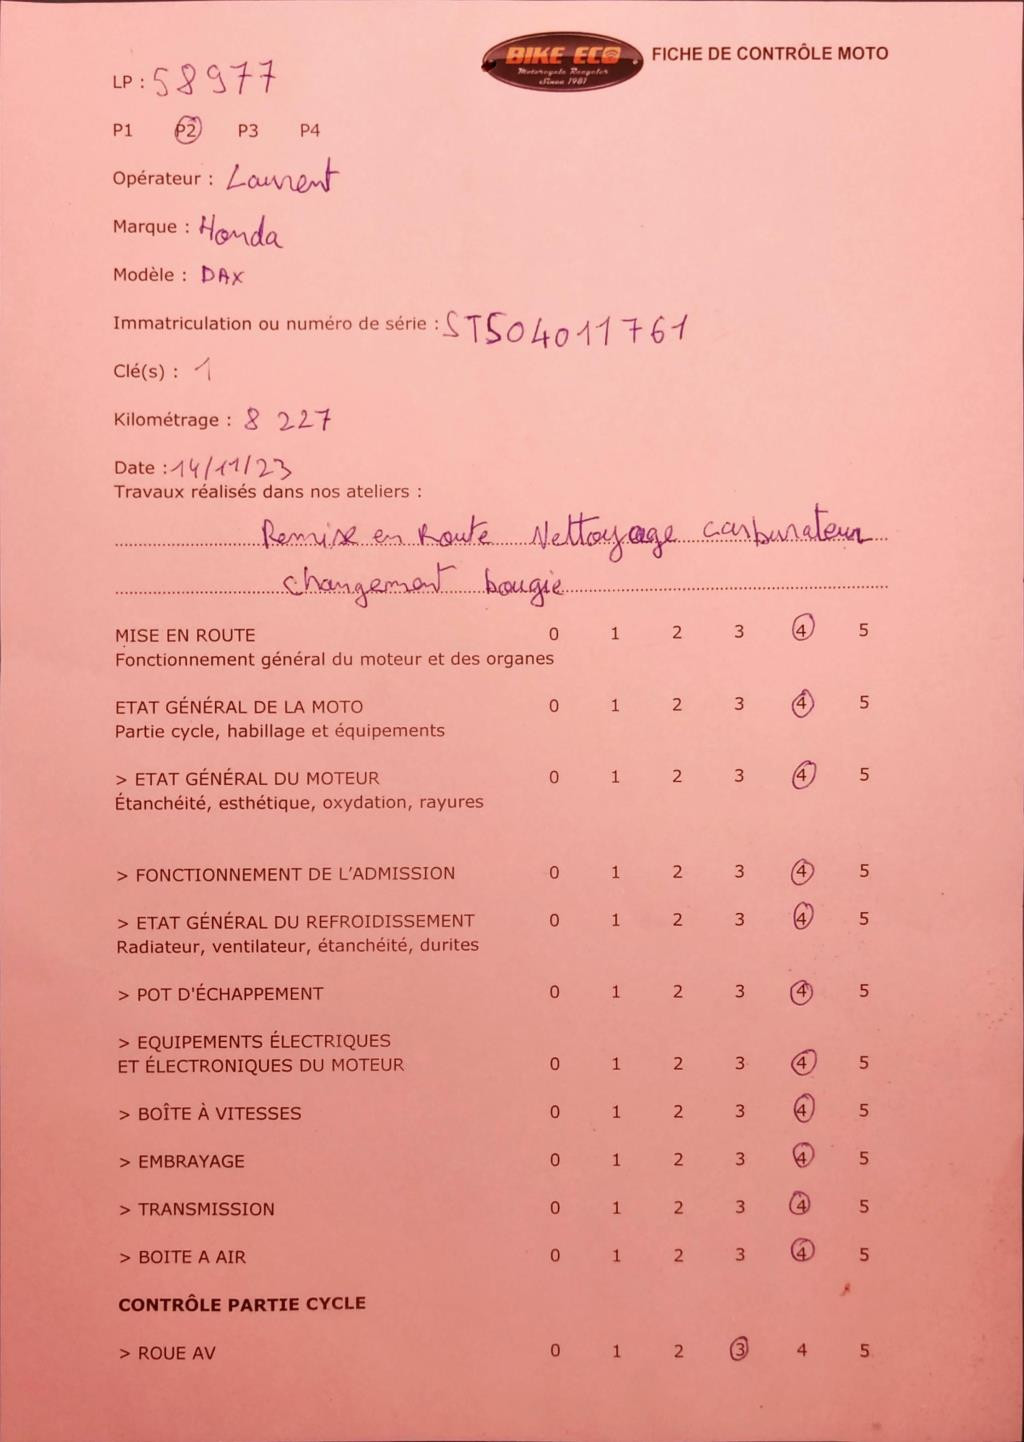 BIKE ECO
Motorcycle Recycler
Since 1981
FICHE DE CONTRÔLE MOTO
LP : 58977
P1 P2 P3 P4
Opérateur : Laurent
Marque : Honda
Modèle : DAX
Immatriculation ou numéro de série : ST504011761
Clé(s) : 1
Kilométrage : 8 227
Date : 14/11/23
Travaux réalisés dans nos ateliers :
Remise en Route Nettoyage carburateur
changement bougie
MISE EN ROUTE 0 1 2 3 4 5
Fonctionnement général du moteur et des organes
ETAT GÉNÉRAL DE LA MOTO 0 1 2 3 4 5
Partie cycle, habillage et équipements
> ETAT GÉNÉRAL DU MOTEUR 0 1 2 3 4 5
Étanchéité, esthétique, oxydation, rayures
> FONCTIONNEMENT DE L'ADMISSION 0 1 2 3 4 5
> ETAT GÉNÉRAL DU REFROIDISSEMENT 0 1 2 3 4 5
Radiateur, ventilateur, étanchéité, durites
> POT D'ÉCHAPPEMENT 0 1 2 3 4 5
> EQUIPEMENTS ÉLECTRIQUES
ET ÉLECTRONIQUES DU MOTEUR 0 1 2 3 4 5
> BOÎTE À VITESSES 0 1 2 3 4 5
> EMBRAYAGE 0 1 2 3 4 5
> TRANSMISSION 0 1 2 3 4 5
> BOITE A AIR 0 1 2 3 4 5
CONTRÔLE PARTIE CYCLE
> ROUE AV 0 1 2 3 4 5